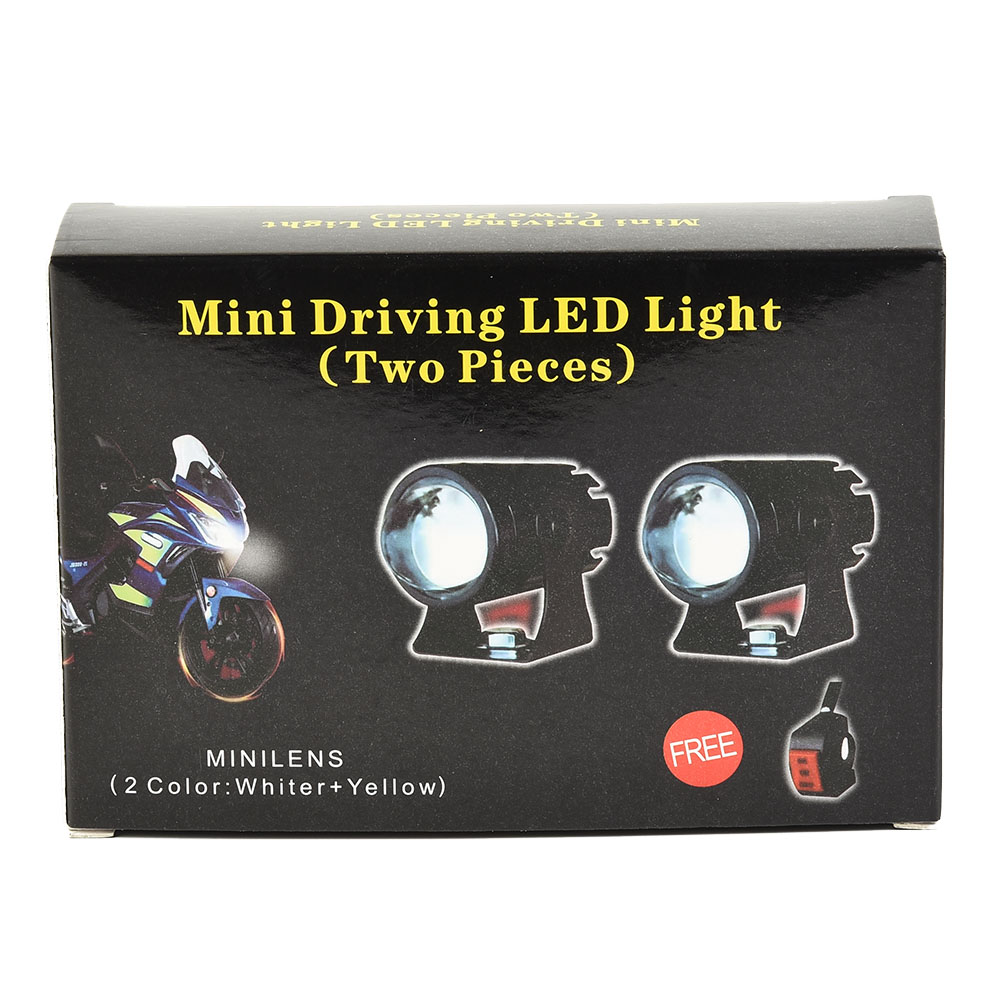 Mini Driving LED Light
(Two Pieces)
Mini Driving LED Light
(Two Pieces)
MINILENS
(2 Color:Whiter+Yellow)
FREE